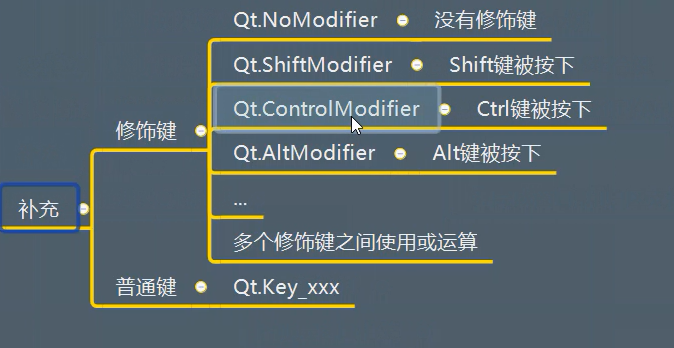 Qt.NoModifier 没有修饰键
Qt.ShiftModifier Shift键被按下
Qt.ControlModifier Ctrl键被按下
修饰键
Qt.AltModifier Alt键被按下
...
补充
多个修饰键之间使用或运算
普通键 Qt.Key_xxx